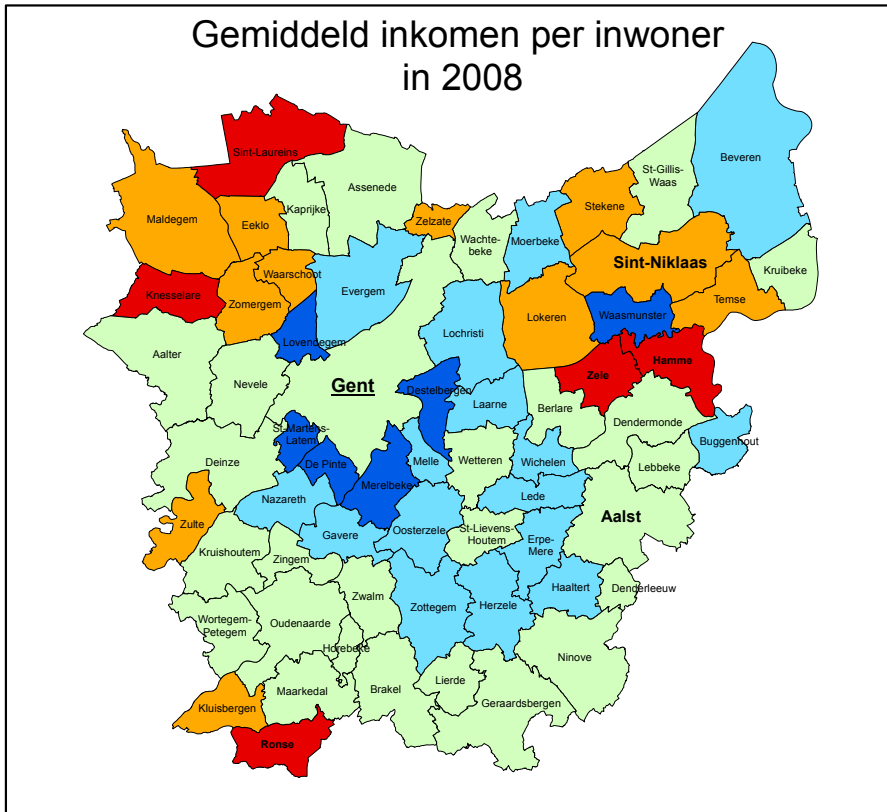 Gemiddeld inkomen per inwoner
in 2008
Sint-Laureins
Beveren
St-Gillis-
Waas
Assenede
Kaprijke
Stekene
Maldegem
Eeklo
Zelzate
Wachte-
beke
Moerbeke
Sint-Niklaas
Kruibeke
Waarschoot
Evergem
Knesselare
Zomergem
Temse
Waasmunster
Lokeren
Lochristi
Lovendegem
Aalter
Nevele
Gent
Destelbergen
Zele
Hamme
Laarne
Berlare
Dendermonde
St-Martens-
Latem
Buggenhout
De Pinte
Deinze
Melle
Wetteren
Wichelen
Lebbeke
Merelbeke
Nazareth
Lede
Aalst
Zulte
Gavere
Oosterzele
St-Lievens-
Houtem
Erpe-
Mere
Kruishoutem
Zingem
Haaltert
Denderleeuw
Zwalm
Zottegem
Herzele
Wortegem-
Petegem
Oudenaarde
Horebeke
Ninove
Lierde
Maarkedal
Brakel
Geraardsbergen
Kluisbergen
Ronse